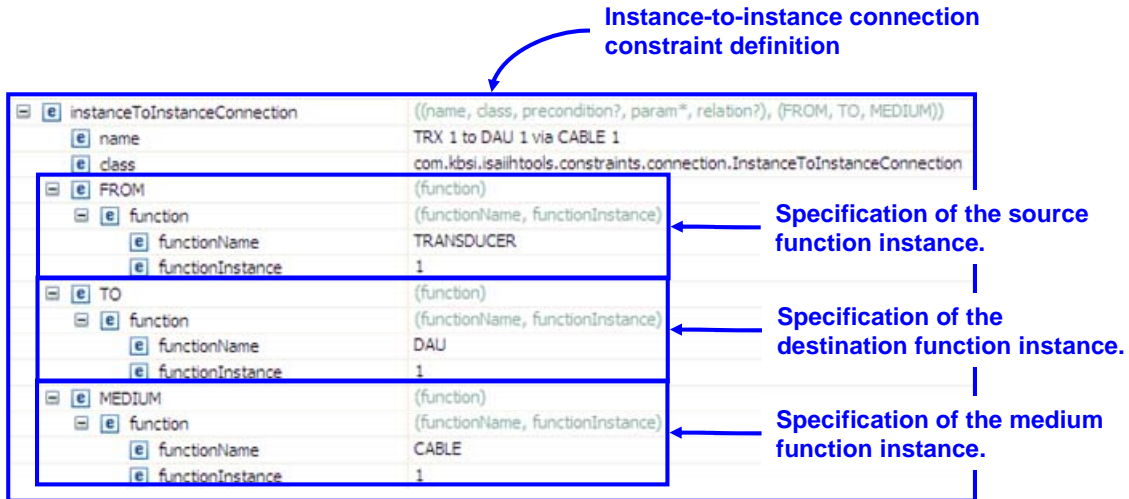 Instance-to-instance connection
constraint definition
instanceToInstanceConnection ((name, class, precondition?, param*, relation?), (FROM, TO, MEDIUM))
name TRX 1 to DAU 1 via CABLE 1
class com.kbsi.isaiihtools.constraints.connection.InstanceToInstanceConnection
FROM (function)
function (functionName, functionInstance)
functionName TRANSDUCER
functionInstance 1
Specification of the source
function instance.
TO (function)
function (functionName, functionInstance)
functionName DAU
functionInstance 1
Specification of the
destination function instance.
MEDIUM (function)
function (functionName, functionInstance)
functionName CABLE
functionInstance 1
Specification of the medium
function instance.